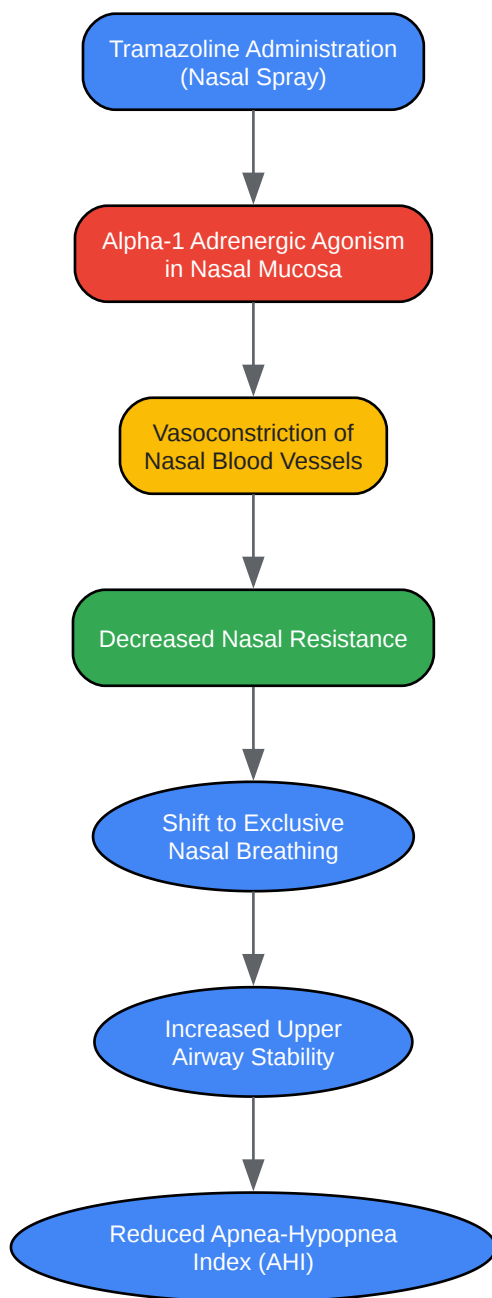 Tramazoline Administration
(Nasal Spray)
Alpha-1 Adrenergic Agonism
in Nasal Mucosa
Vasoconstriction of
Nasal Blood Vessels
Decreased Nasal Resistance
Shift to Exclusive
Nasal Breathing
Increased Upper
Airway Stability
Reduced Apnea-Hypopnea
Index (AHI)